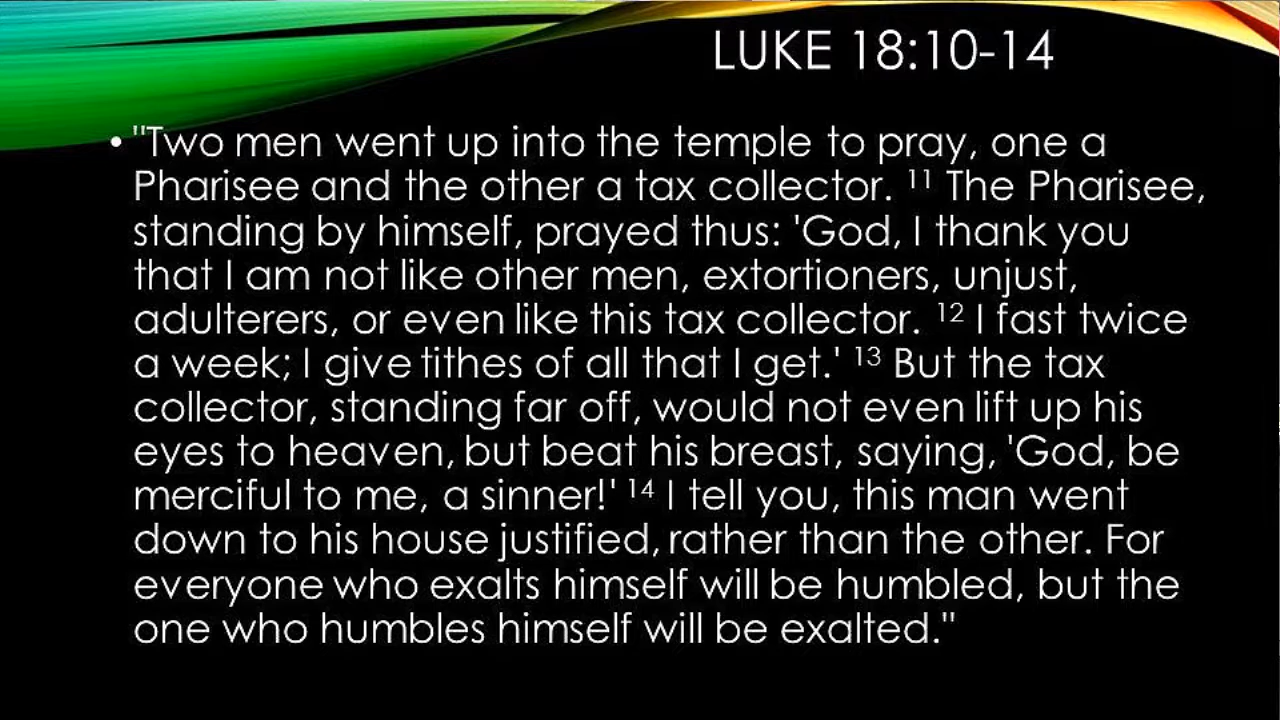 LUKE 18:10-14
• "Two men went up into the temple to pray, one a
Pharisee and the other a tax collector. ¹¹ The Pharisee,
standing by himself, prayed thus: 'God, I thank you
that I am not like other men, extortioners, unjust,
adulterers, or even like this tax collector. ¹² I fast twice
a week; I give tithes of all that I get.' ¹³ But the tax
collector, standing far off, would not even lift up his
eyes to heaven, but beat his breast, saying, 'God, be
merciful to me, a sinner!' ¹⁴ I tell you, this man went
down to his house justified, rather than the other. For
everyone who exalts himself will be humbled, but the
one who humbles himself will be exalted."